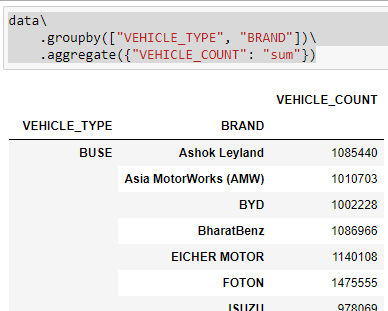 data\
.groupby(["VEHICLE_TYPE", "BRAND"])\
.aggregate({"VEHICLE_COUNT": "sum"})
VEHICLE_COUNT
VEHICLE_TYPE BRAND
BUSE Ashok Leyland 1085440
Asia MotorWorks (AMW) 1010703
BYD 1002228
BharatBenz 1086966
EICHER MOTOR 1140108
FOTON 1475555
ISUZU 978069